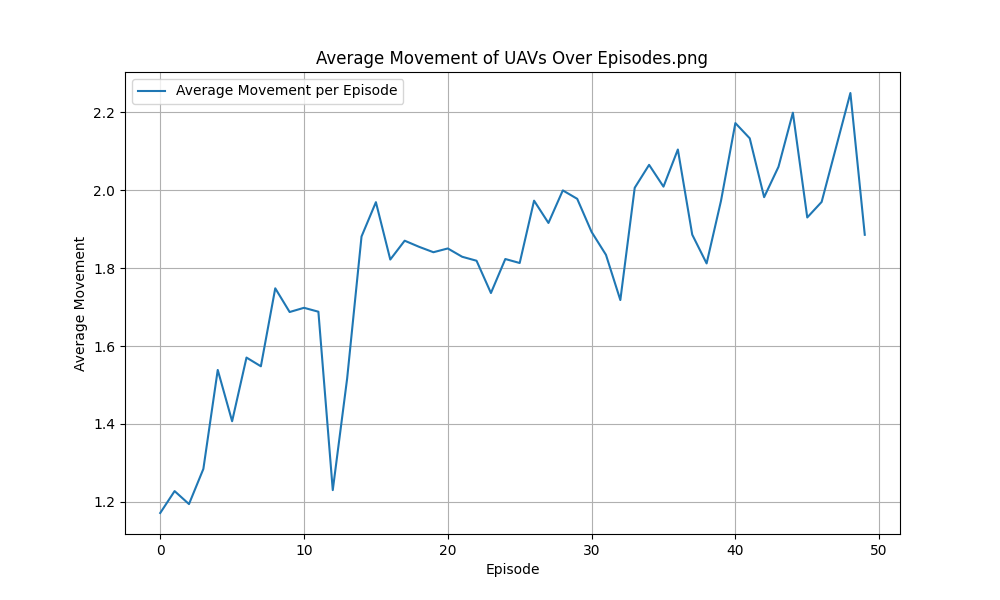 Average Movement of UAVs Over Episodes.png
Average Movement per Episode
Average Movement
2.2
2.0
1.8
1.6
1.4
1.2
0 10 20 30 40 50
Episode